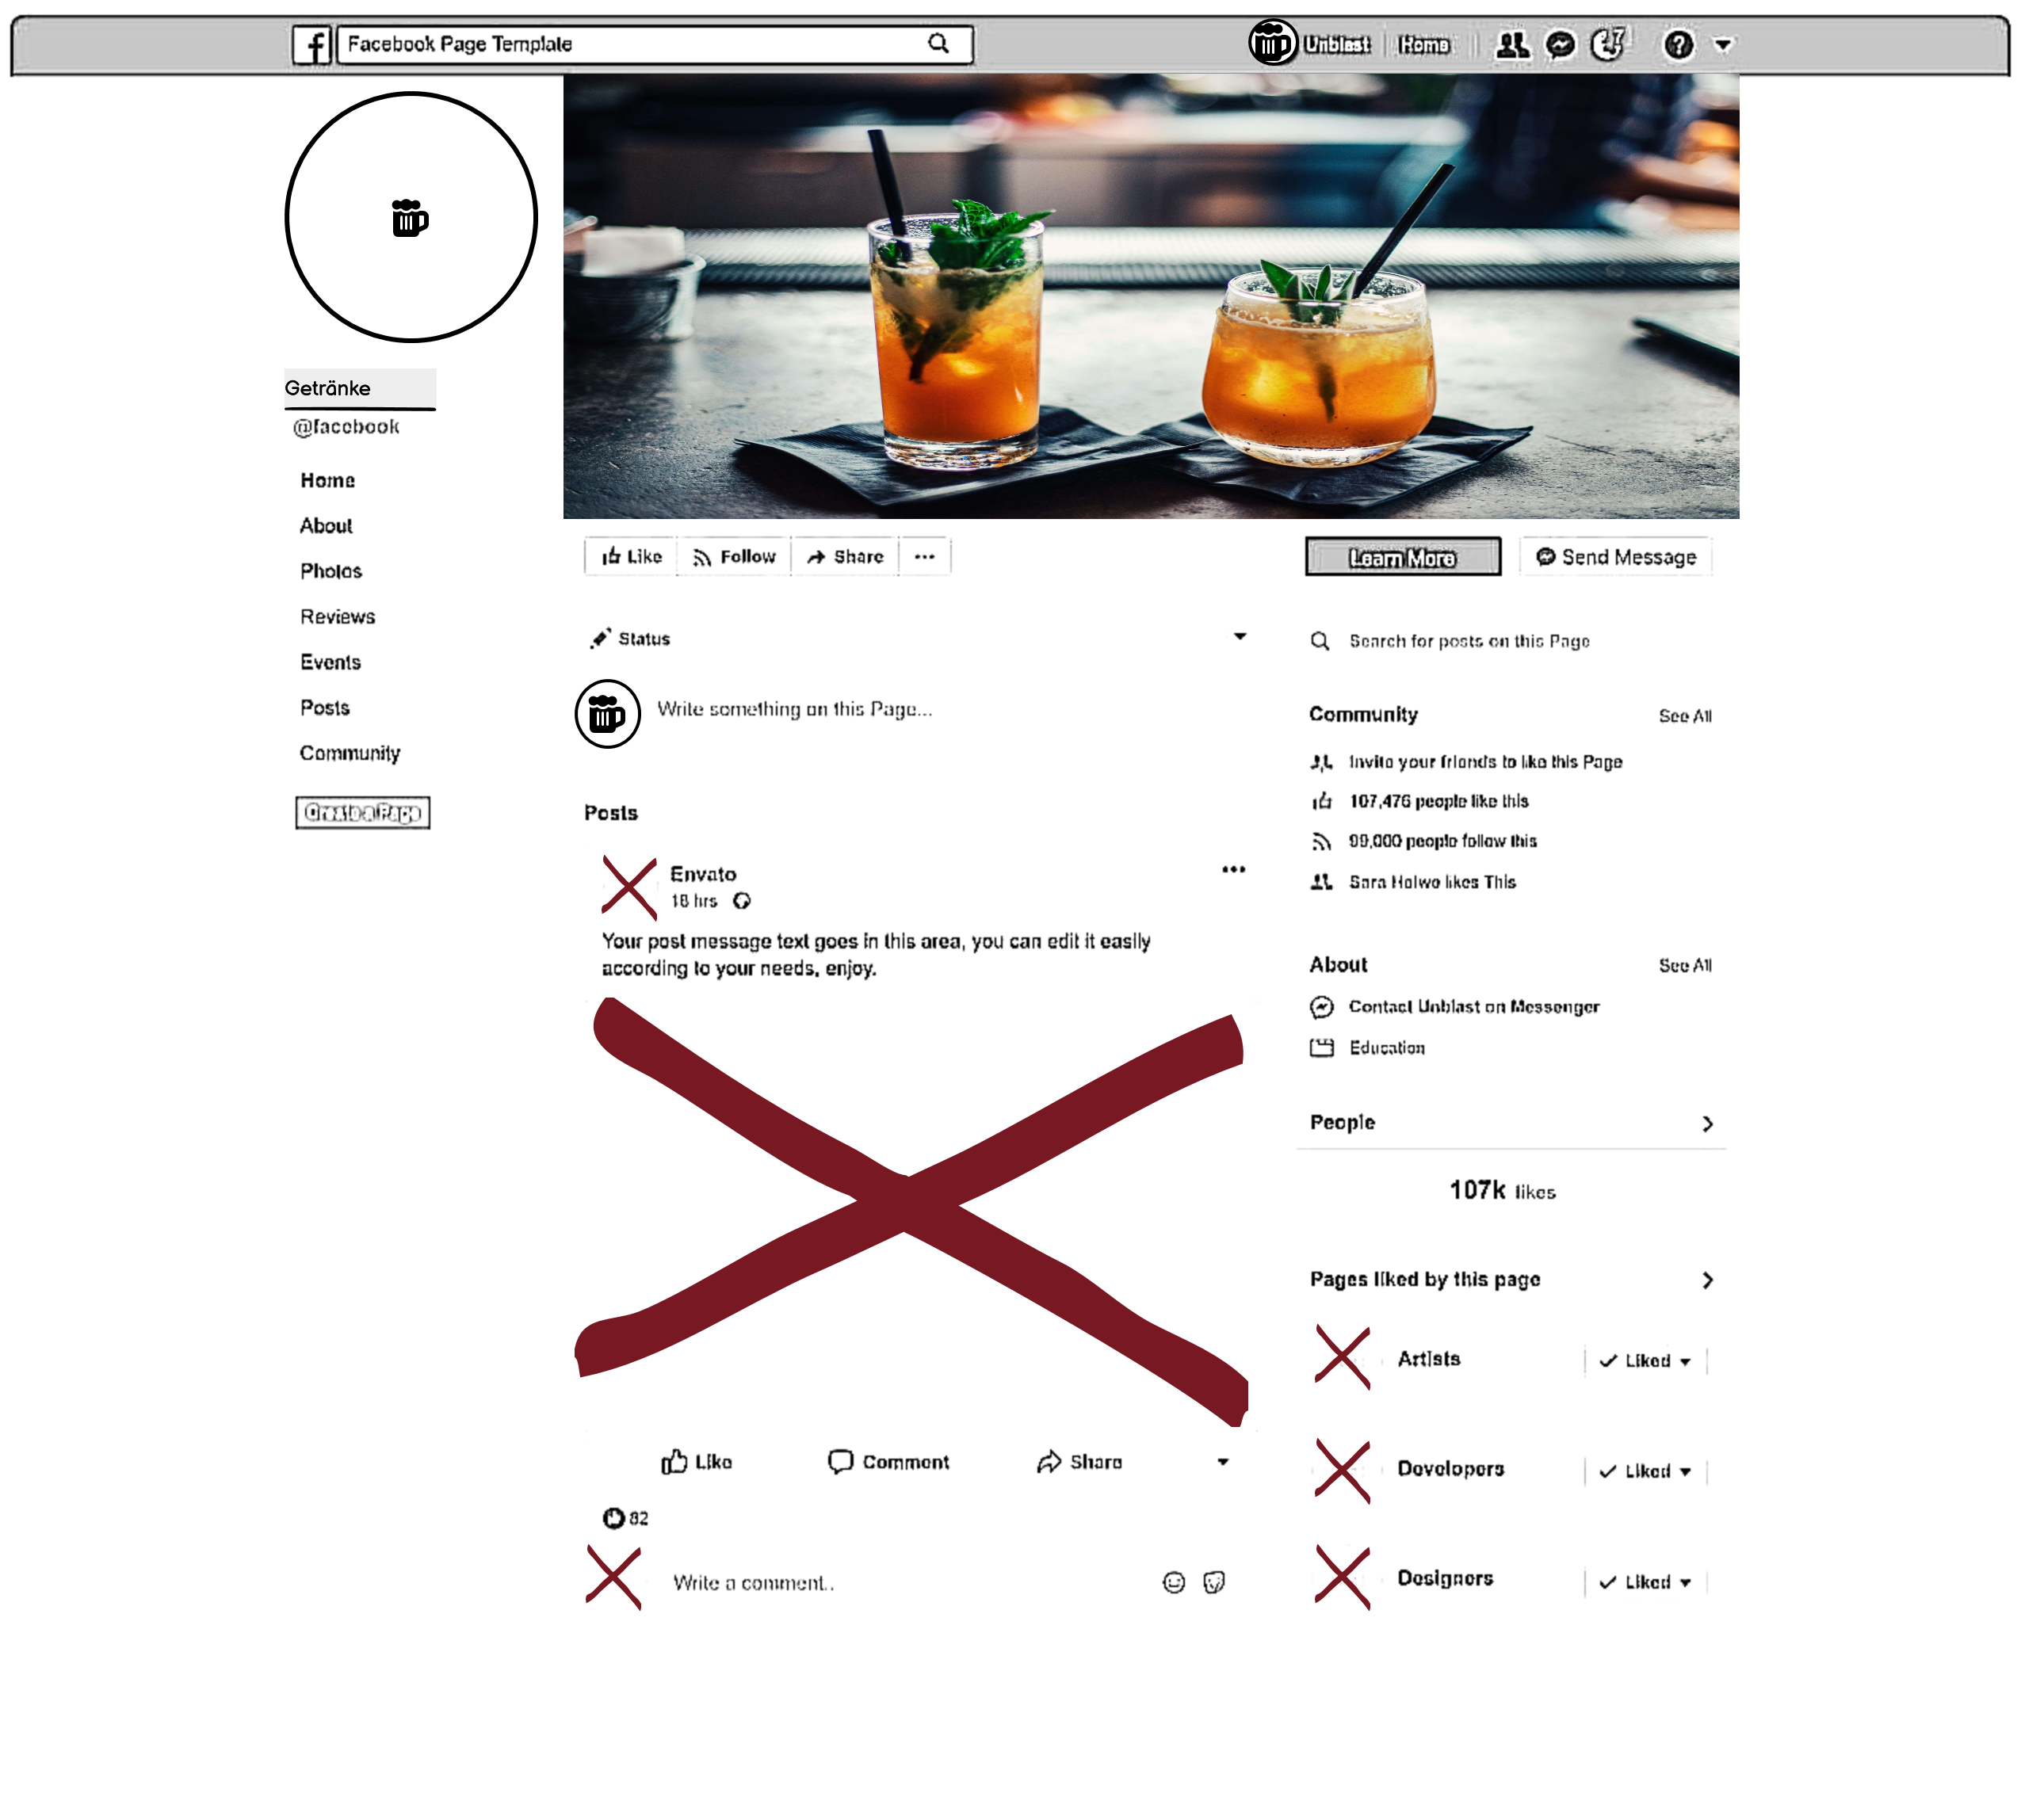 f Facebook Page Template
Unblast Home
Getränke
@facebook
Home
About
Photos
Reviews
Events
Posts
Community
Create a Page
Like Follow Share
Learn More Send Message
Status
Write something on this Page...
Posts
Envato
18 hrs
Your post message text goes in this area, you can edit it easily
according to your needs, enjoy.
Like Comment Share
82
Write a comment..
Search for posts on this Page
Community See All
Invite your friends to like this Page
107,476 people like this
99,000 people follow this
Sara likes This
About See All
Contact Unblast on Messenger
Education
People
107k likes
Pages liked by this page
Artists Liked
Developers Liked
Designers Liked